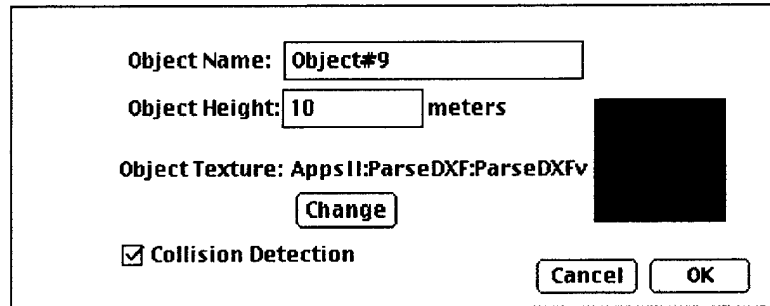 Object Name: Object#9
Object Height: 10 meters
Object Texture: AppsII:ParseDXF:ParseDXFv
Change
Collision Detection
Cancel OK